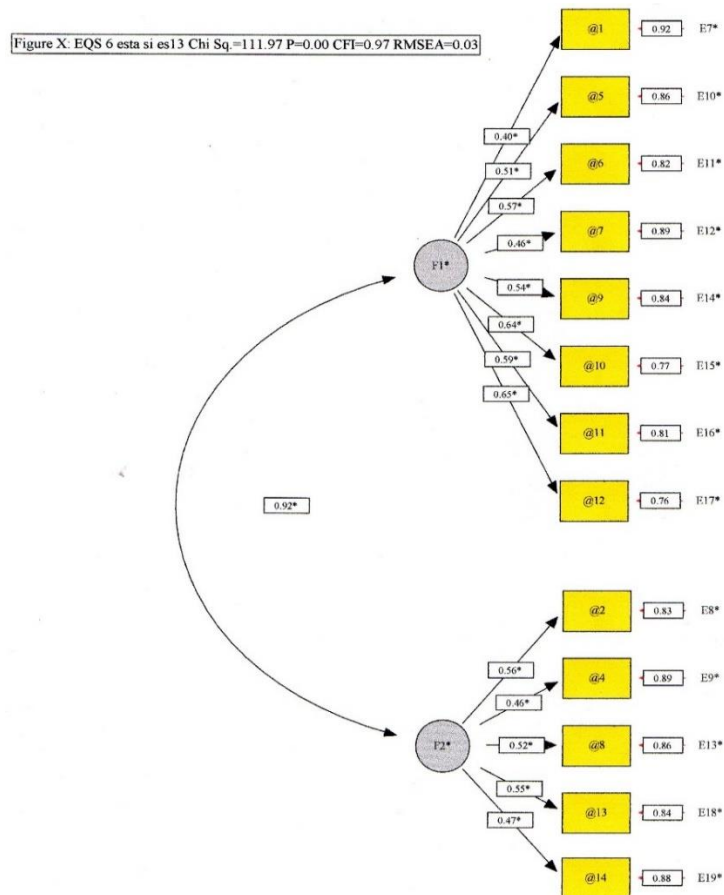 Figure X: EQS 6 esta si es13 Chi Sq.=111.97 P=0.00 CFI=0.97 RMSEA=0.03
@1 0.92 E7*
@5 0.86 E10*
0.40*
@6 0.82 E11*
0.51*
0.57*
@7 0.89 E12*
0.46*
F1*
0.54*
@9 0.84 E14*
0.64*
0.59*
@10 0.77 E15*
0.65*
@11 0.81 E16*
@12 0.76 E17*
0.92*
@2 0.83 E8*
0.56*
@4 0.89 E9*
0.46*
F2*
0.52*
@8 0.86 E13*
0.55*
@13 0.84 E18*
0.47*
@14 0.88 E19*